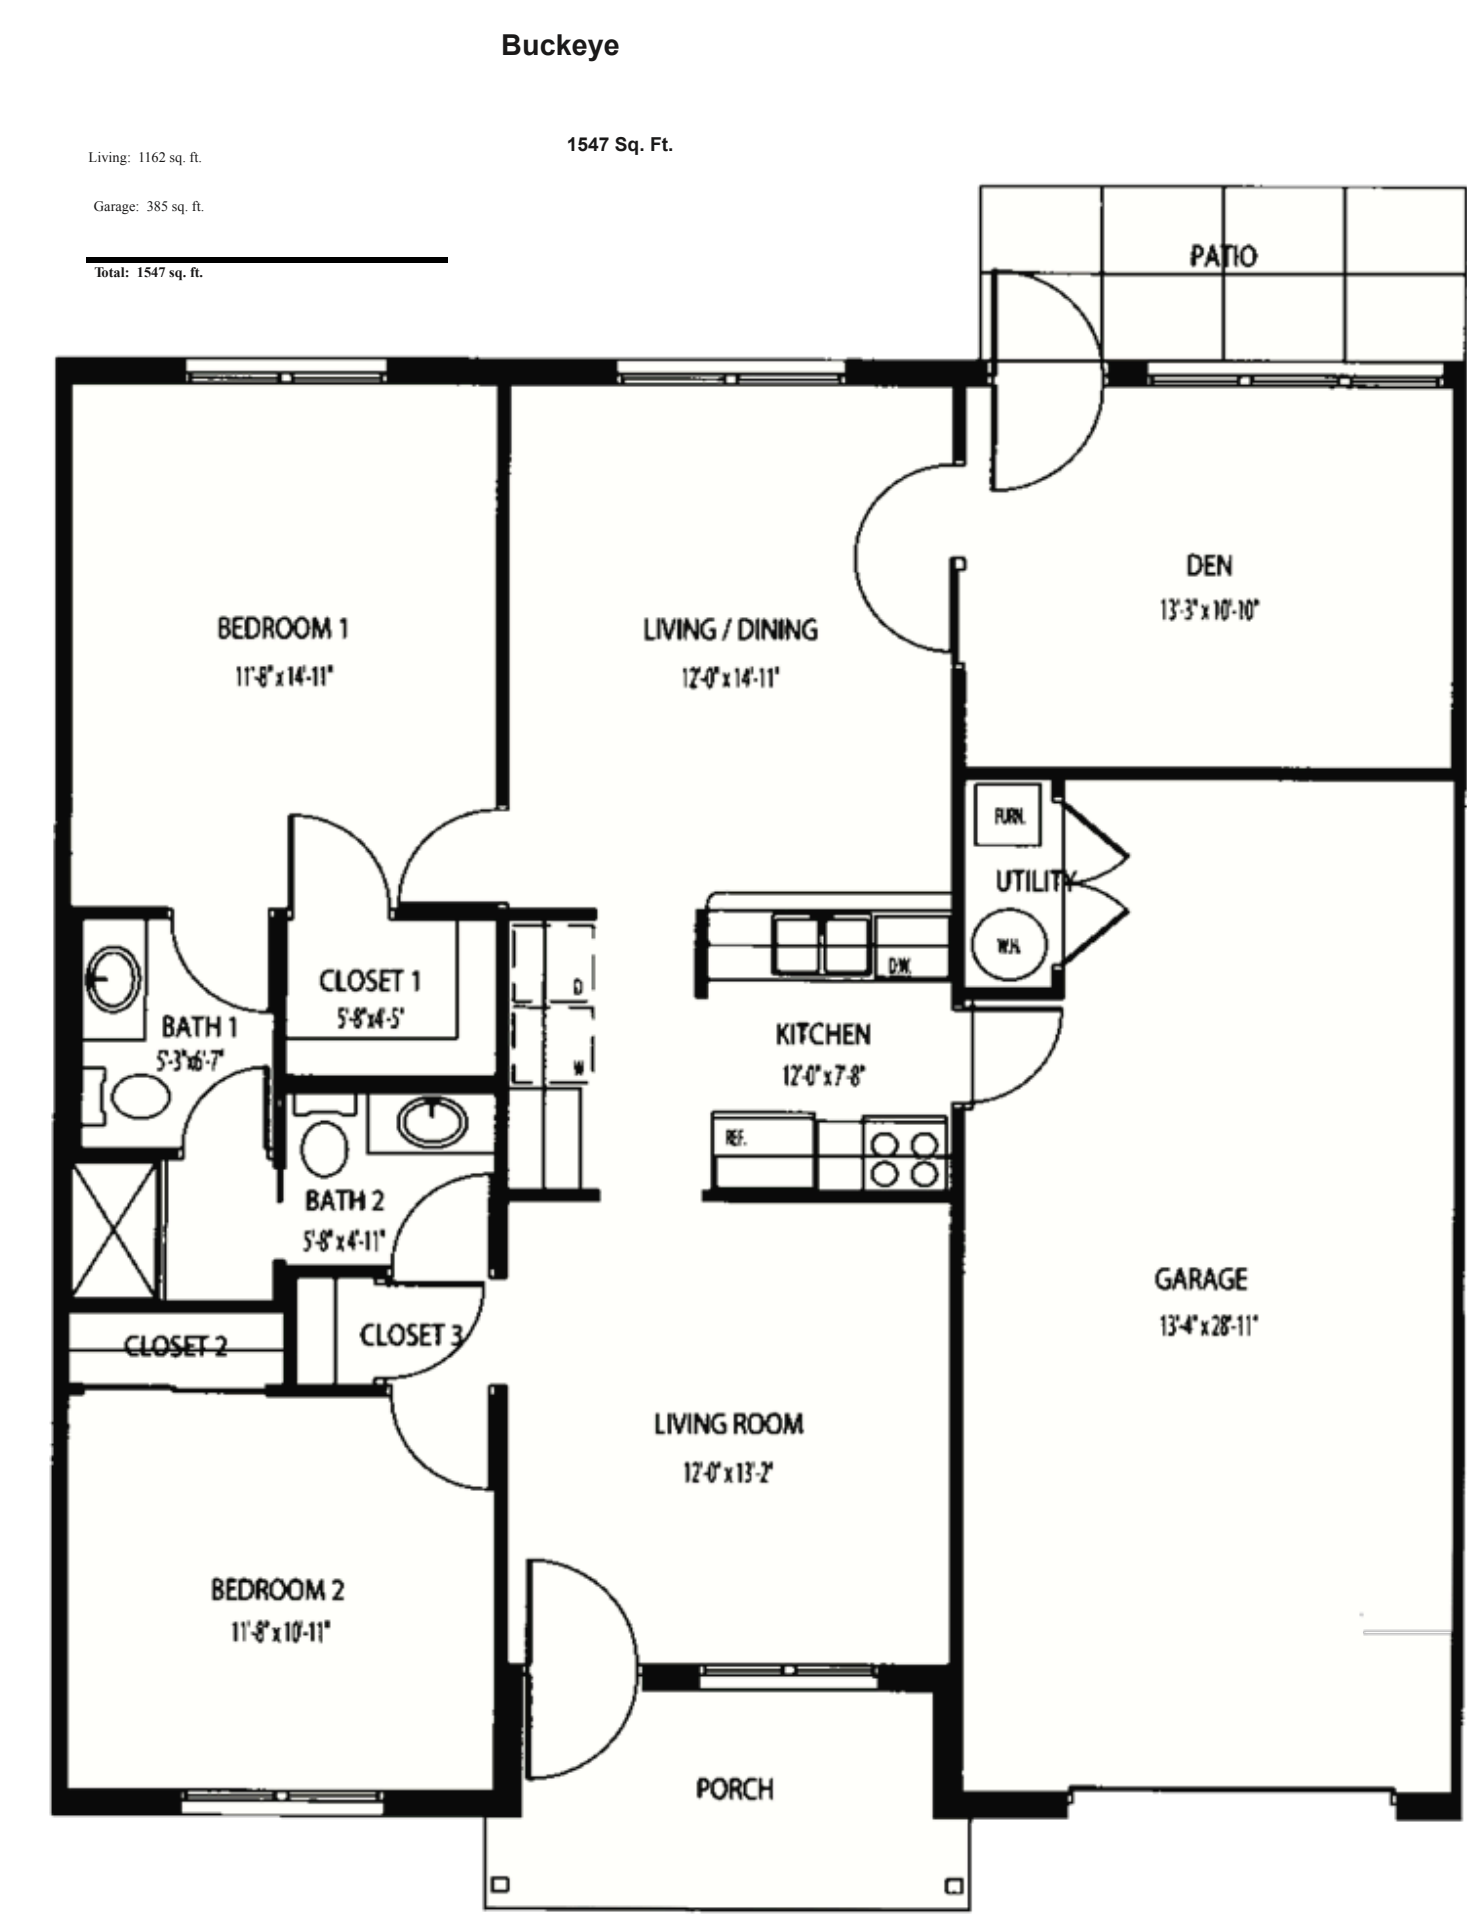 Buckeye
1547 Sq. Ft.
Living: 1162 sq. ft.
Garage: 385 sq. ft.
Total: 1547 sq. ft.
PATIO
DEN
13'-3" x 10'-10"
BEDROOM 1
11'-8" x 14'-11"
LIVING / DINING
12'-0" x 14'-11"
FURN.
UTILITY
W.H.
CLOSET 1
5'-8"x4'-5"
D
D.W.
BATH 1
5'-3"x6'-7"
KITCHEN
12'-0" x 7'-8"
W
REF.
BATH 2
5'-8" x 4'-11"
GARAGE
13'-4" x 28'-11"
CLOSET 2
CLOSET 3
LIVING ROOM
12'-0" x 13'-2"
BEDROOM 2
11'-8" x 10'-11"
PORCH